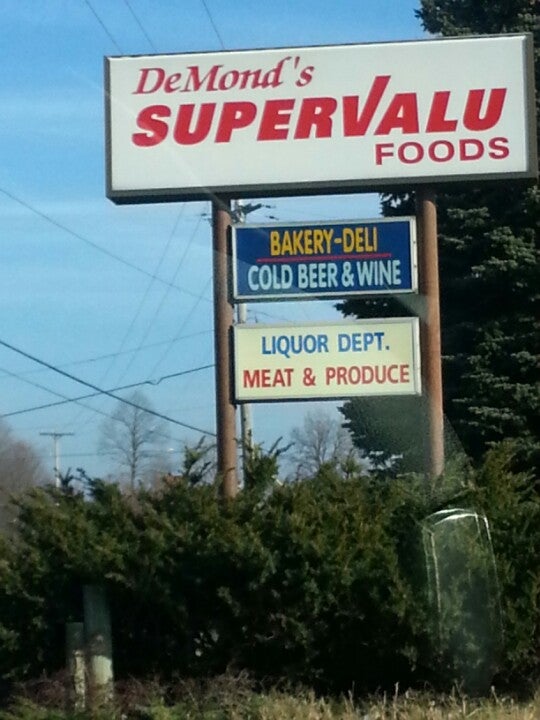 DeMond's
SUPERVALU
FOODS
BAKERY-DELI
COLD BEER & WINE
LIQUOR DEPT.
MEAT & PRODUCE